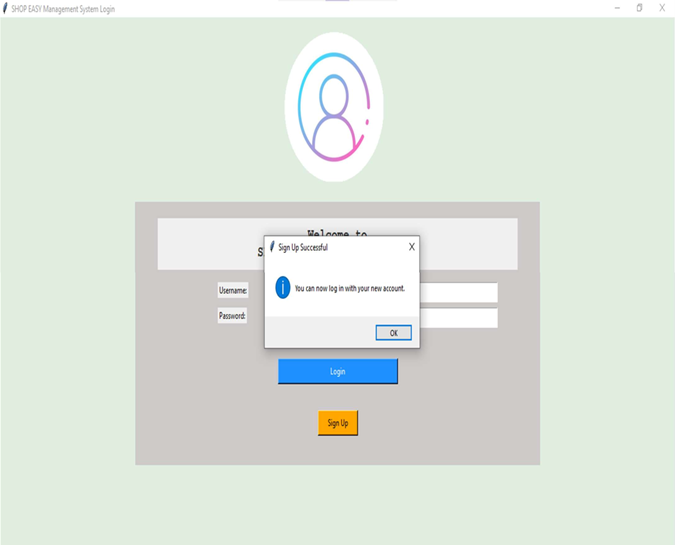 SHOP EASY Management System Login
Welcome to
Sign Up Successful
You can now log in with your new account.
Username:
Password:
OK
Login
Sign Up